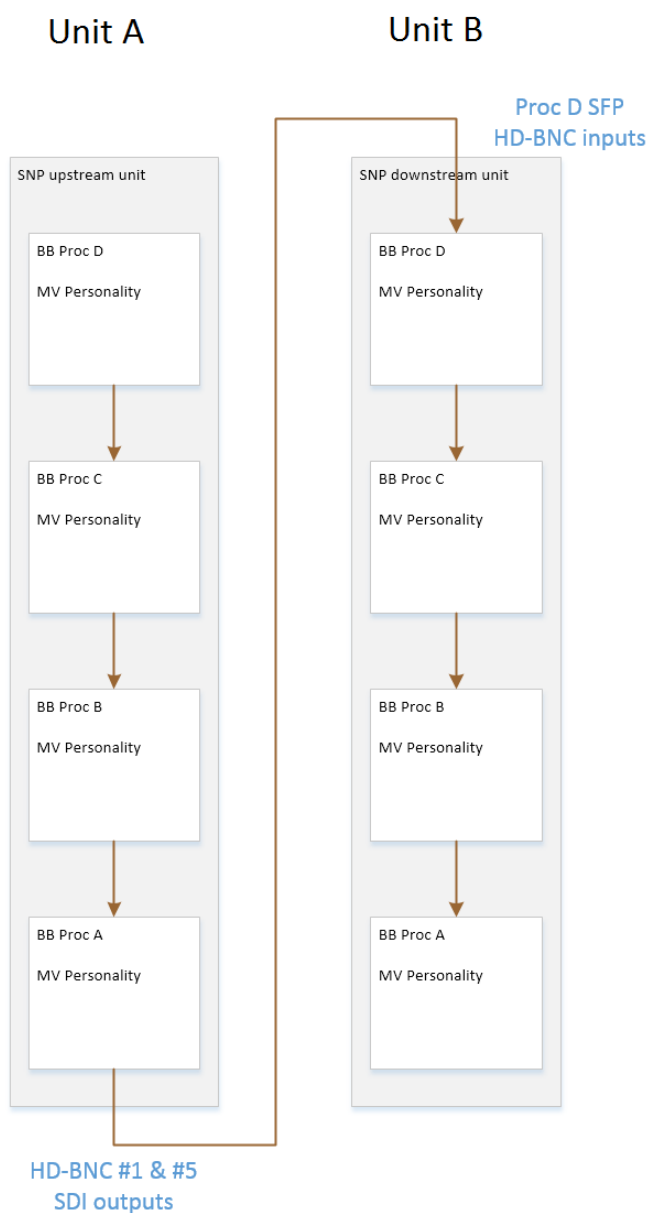 Unit A
Unit B
Proc D SFP
HD-BNC inputs
SNP upstream unit
BB Proc D
MV Personality
BB Proc C
MV Personality
BB Proc B
MV Personality
BB Proc A
MV Personality
HD-BNC #1 & #5
SDI outputs
SNP downstream unit
BB Proc D
MV Personality
BB Proc C
MV Personality
BB Proc B
MV Personality
BB Proc A
MV Personality